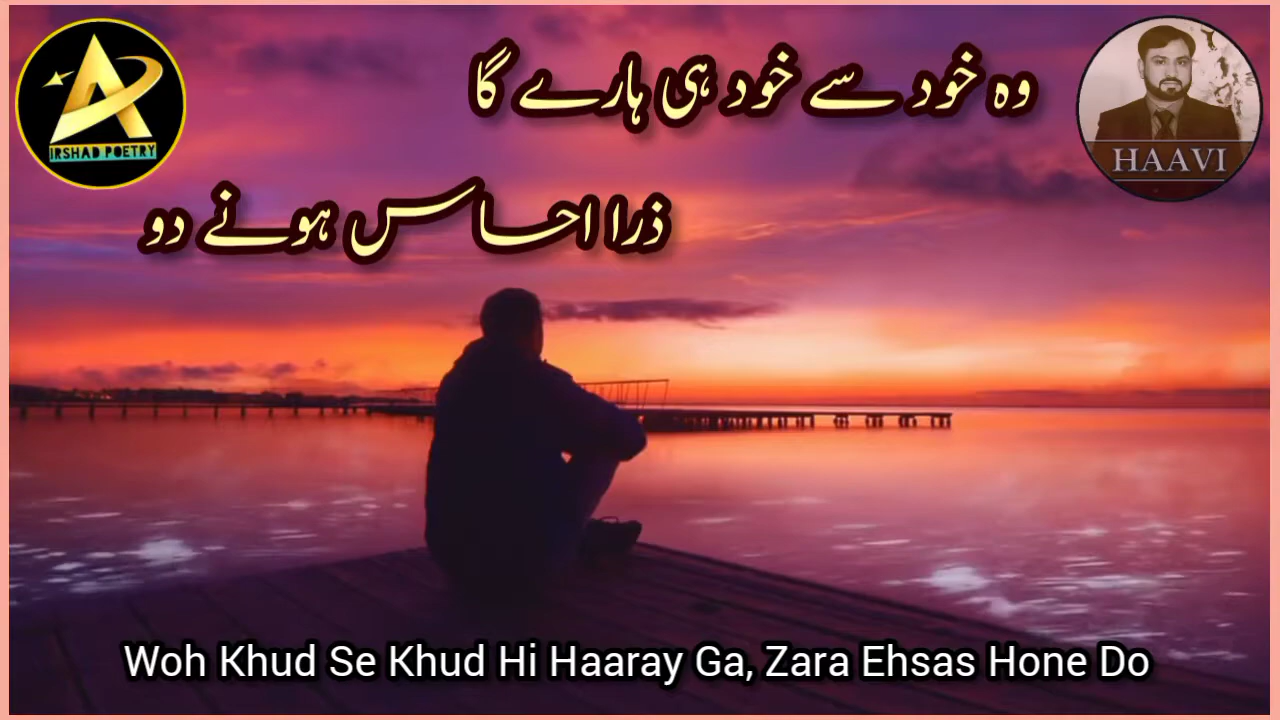 IRSHAD POETRY
وہ خود سے خود ہی ہارے گا
HAAVI
ذرا احساس ہونے دو
Woh Khud Se Khud Hi Haaray Ga, Zara Ehsas Hone Do